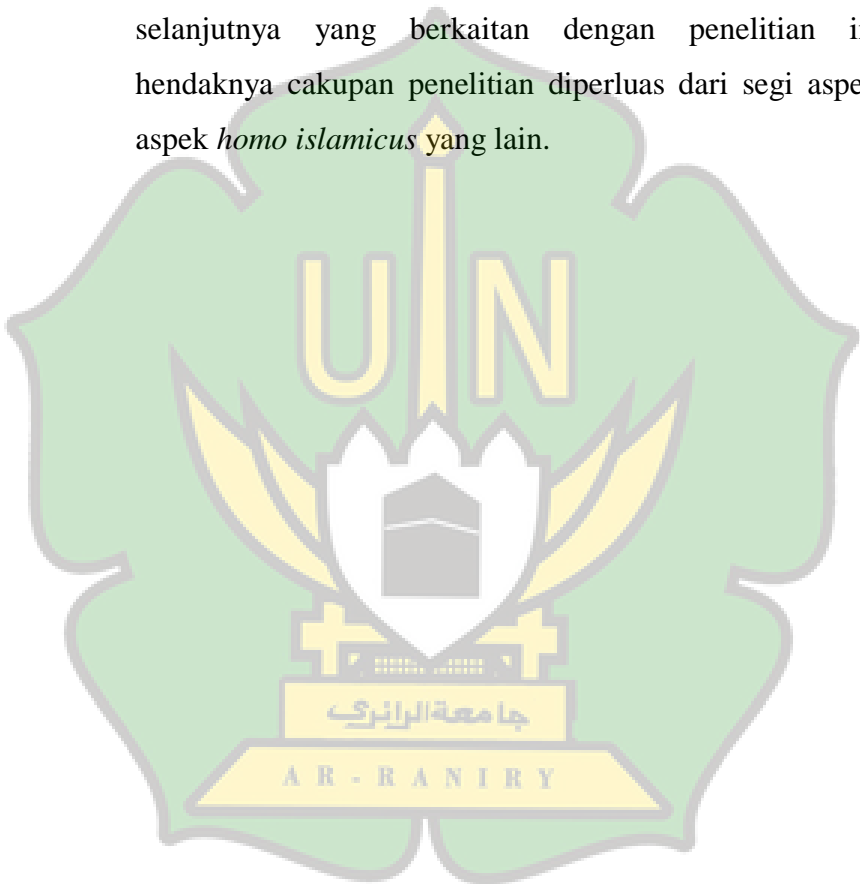 selanjutnya yang berkaitan dengan penelitian
hendaknya cakupan penelitian diperluas dari segi
aspek homo islamicus yang lain.
UIN
جامعة الرانري
AR-RANIRY